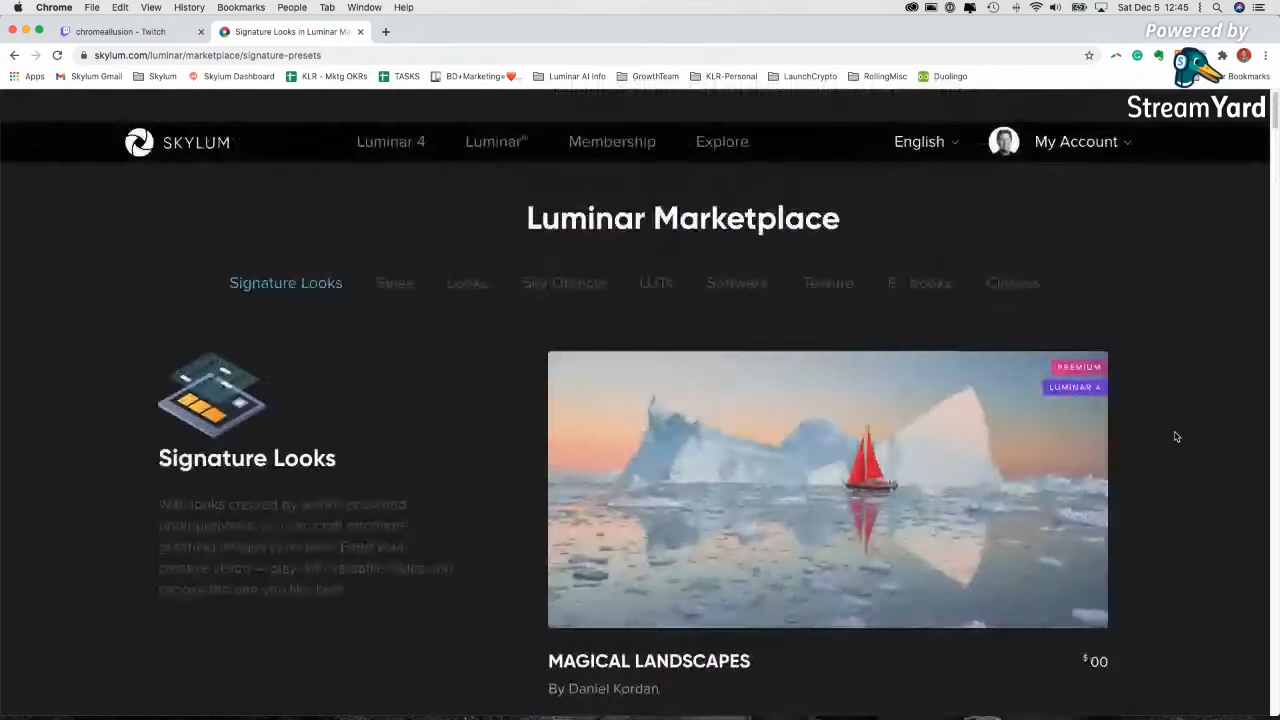 Chrome File Edit View History Bookmarks People Tab Window Help Sat Dec 5 12:45
Powered by
chromeallusion - Twitch Signature Looks in Luminar Ma
skylum.com/luminar/marketplace/signature-presets
Apps Skylum Gmail Skylum Skylum Dashboard KLR - Mktg OKRs TASKS BD+Marketing= Luminar AI Info GrowthTeam KLR-Personal LaunchCrypto RollingMisc Duolingo Bookmarks
StreamYard
SKYLUM Luminar 4 Luminar AI Membership Explore English My Account
Luminar Marketplace
Signature Looks Skies Looks Sky Objects LUTs Software Texture E-books Classes
PREMIUM
LUMINAR 4
Signature Looks
MAGICAL LANDSCAPES $00
By Daniel Kordan